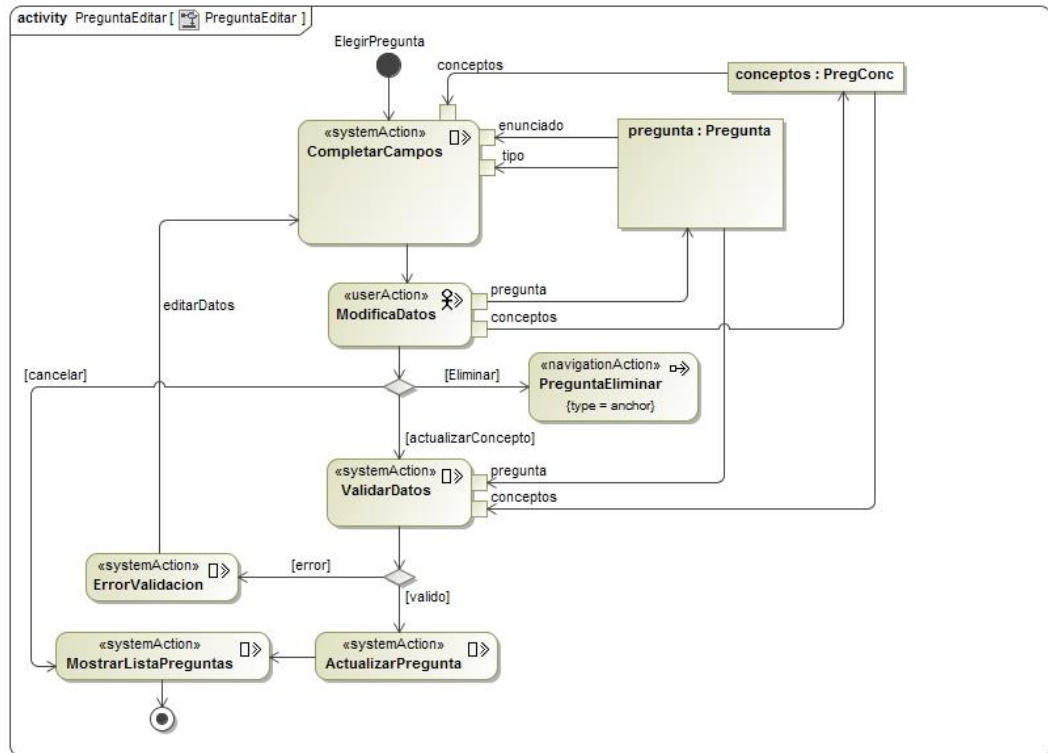 activity PreguntaEditar [ PreguntaEditar ]
ElegirPregunta
conceptos
conceptos : PregConc
«systemAction»
CompletarCampos
enunciado
tipo
pregunta : Pregunta
editarDatos
«userAction»
ModificaDatos
pregunta
conceptos
[cancelar]
[Eliminar]
«navigationAction»
PreguntaEliminar
{type = anchor}
[actualizarConcepto]
«systemAction»
ValidarDatos
pregunta
conceptos
«systemAction»
ErrorValidacion
[error]
[valido]
«systemAction»
MostrarListaPreguntas
«systemAction»
ActualizarPregunta